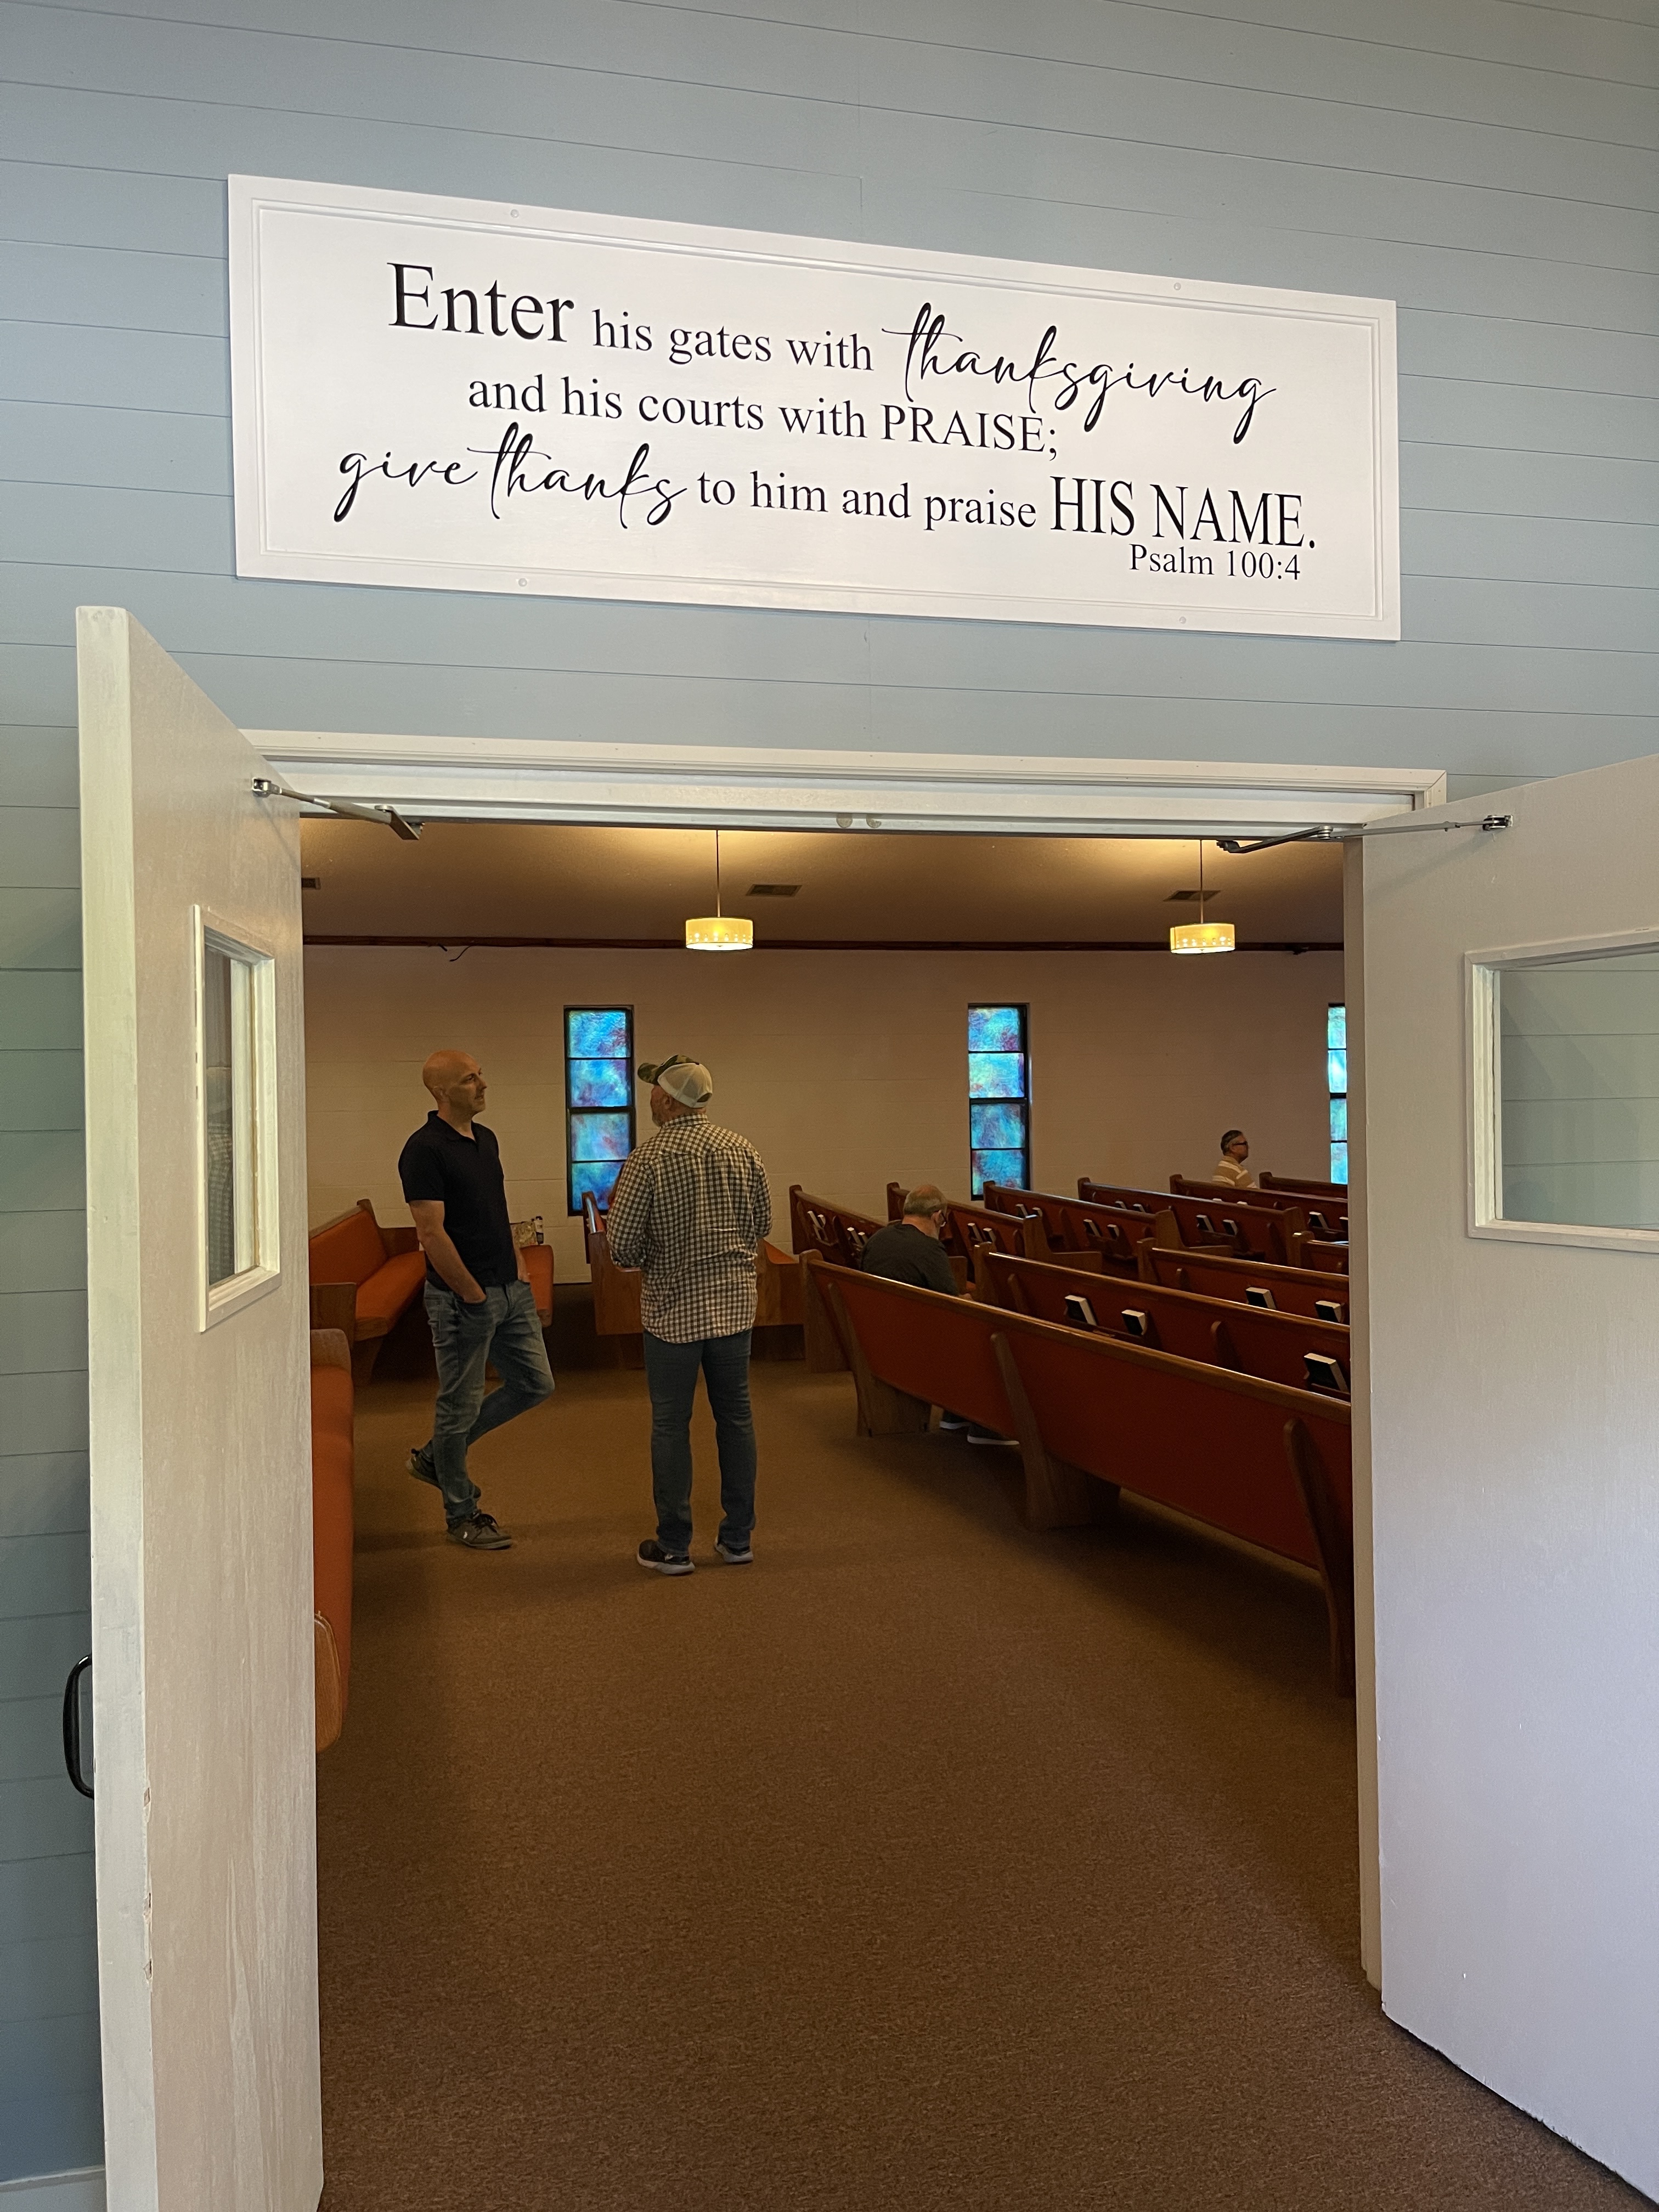 Enter his gates with thanksgiving
and his courts with PRAISE;
give thanks to him and praise HIS NAME.
Psalm 100:4